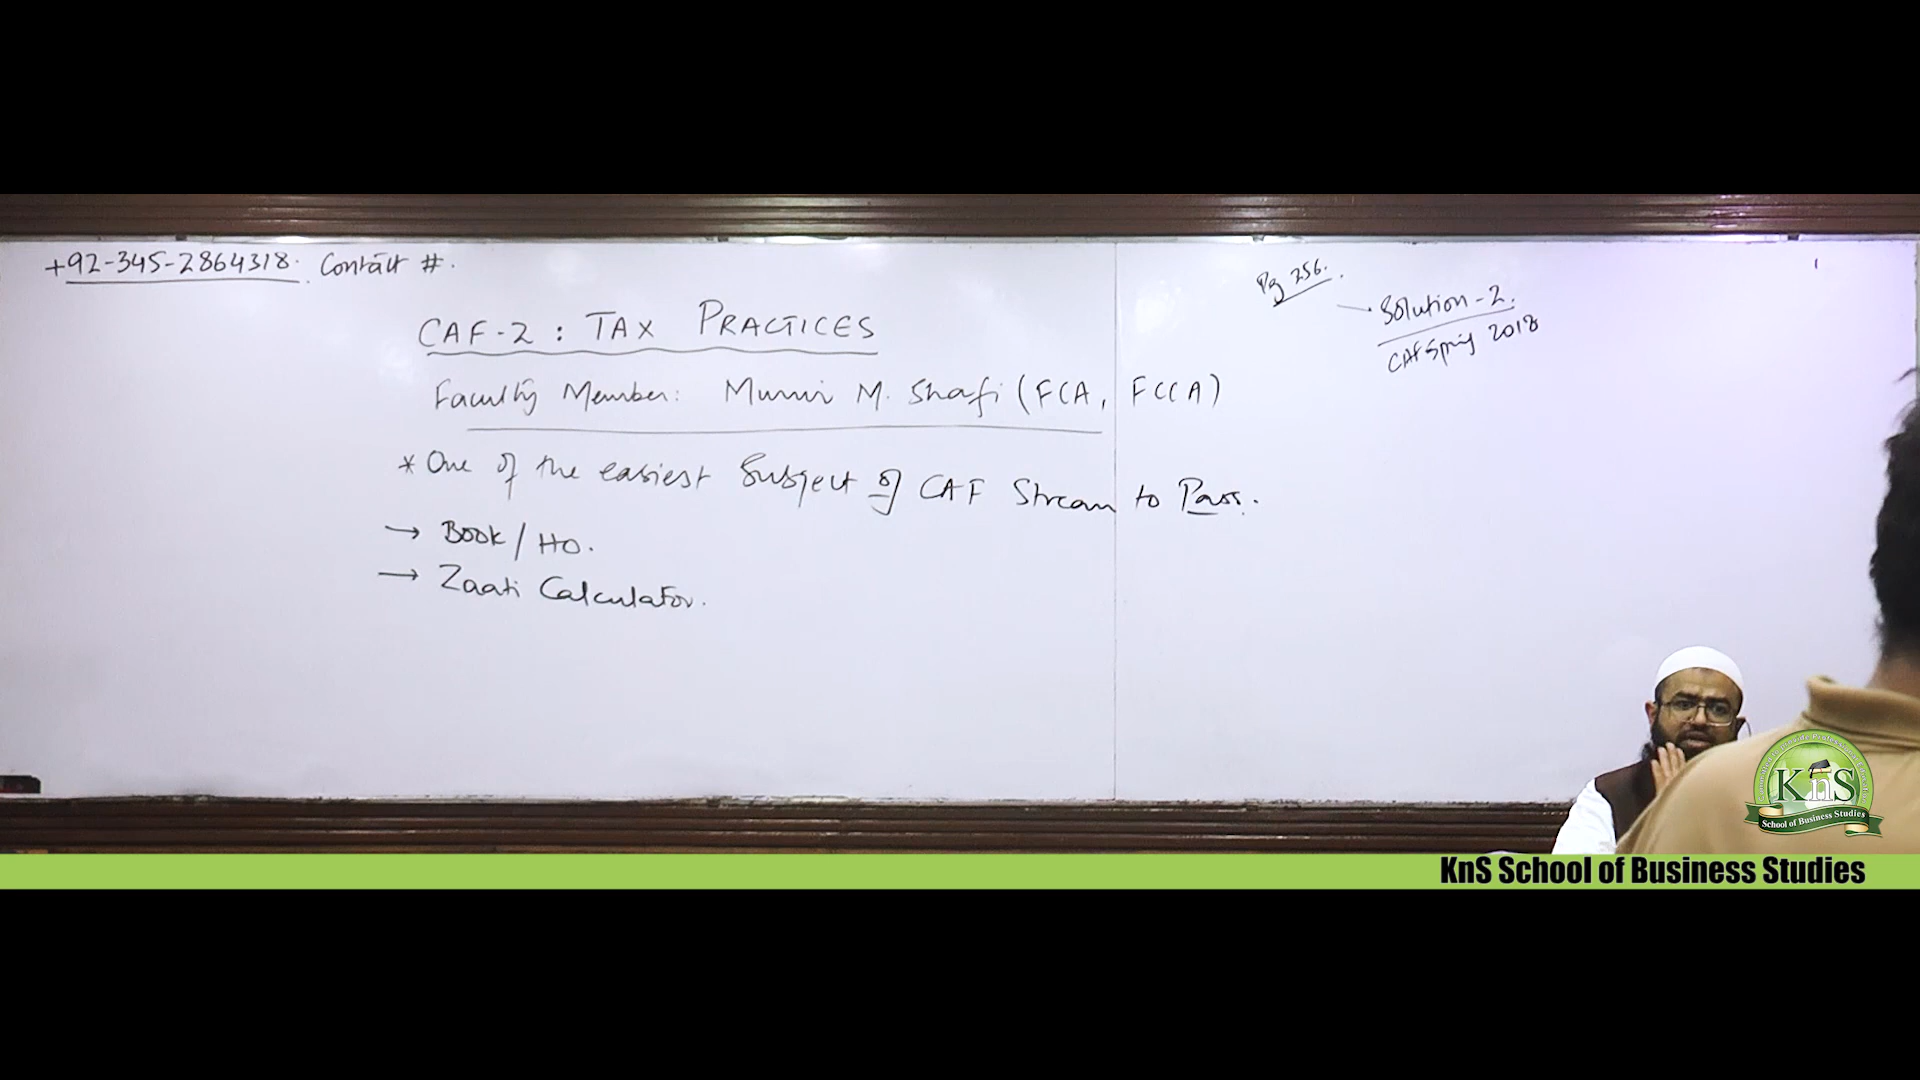 +92-345-2864318. Contact #.
CAF-2 : TAX PRACTICES
Faculty Member: Munir M. Shafi (FCA, FCCA)
* One of the easiest Subject of CAF Stream to Pass.
→ Book / HO.
→ Zaati Calculator.
Pg 256.
Solution-2.
CAF Spring 2018
KnS
School of Business Studies
KnS School of Business Studies